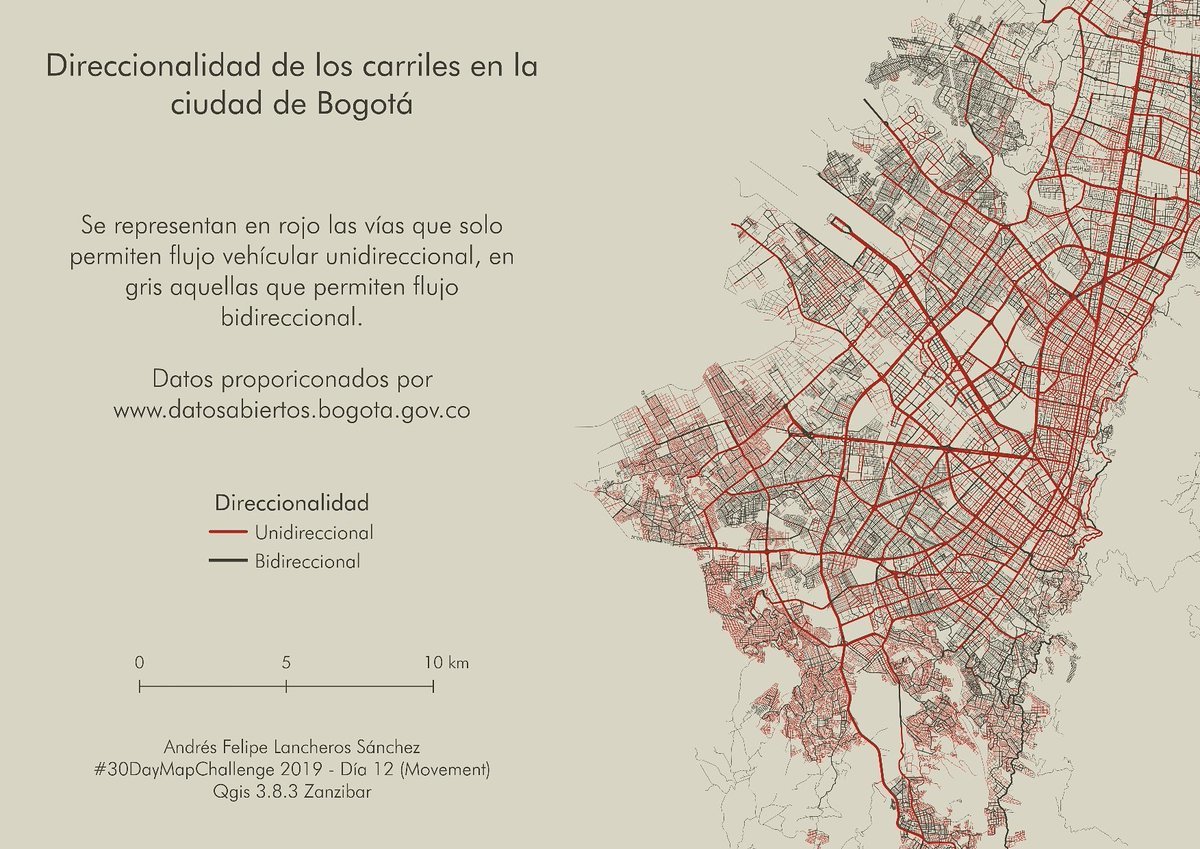 Direccionalidad de los carriles en la
ciudad de Bogotá
Se representan en rojo las vías que solo
permiten flujo vehícular unidireccional, en
gris aquellas que permiten flujo
bidireccional.
Datos proporiconados por
www.datosabiertos.bogota.gov.co
Direccionalidad
Unidireccional
Bidireccional
0 5 10 km
Andrés Felipe Lancheros Sánchez
#30DayMapChallenge 2019 - Día 12 (Movement)
Qgis 3.8.3 Zanzibar